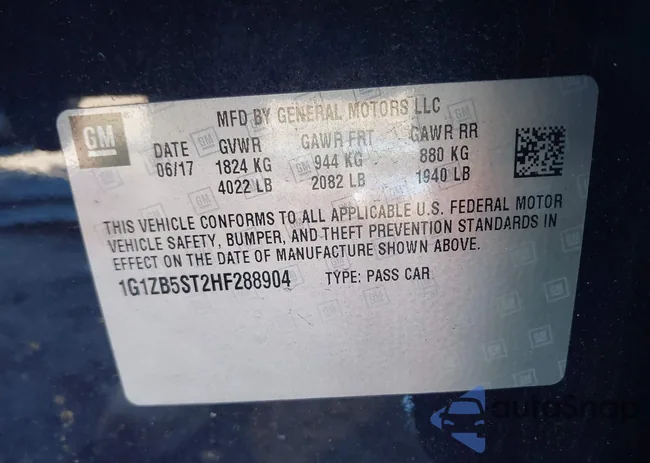 GM
MFD BY GENERAL MOTORS LLC
DATE GVWR GAWR FRT GAWR RR
06/17 1824 KG 944 KG 880 KG
4022 LB 2082 LB 1940 LB
THIS VEHICLE CONFORMS TO ALL APPLICABLE U.S. FEDERAL MOTOR
VEHICLE SAFETY, BUMPER, AND THEFT PREVENTION STANDARDS IN
EFFECT ON THE DATE OF MANUFACTURE SHOWN ABOVE.
1G1ZB5ST2HF288904 TYPE: PASS CAR
autoSnap